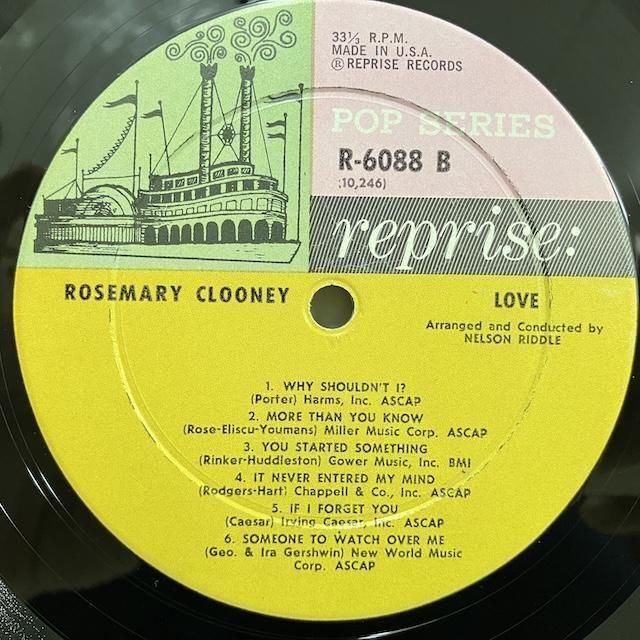 33⅓ R.P.M.
MADE IN U.S.A.
Ⓡ REPRISE RECORDS
POP SERIES
R-6088 B
(10,246)
reprise:
ROSEMARY CLOONEY
LOVE
Arranged and Conducted by
NELSON RIDDLE
1. WHY SHOULDN'T I?
(Porter) Harms, Inc. ASCAP
2. MORE THAN YOU KNOW
(Rose-Eliscu-Youmans) Miller Music Corp. ASCAP
3. YOU STARTED SOMETHING
(Rinker-Huddleston) Gower Music, Inc. BMI
4. IT NEVER ENTERED MY MIND
(Rodgers-Hart) Chappell & Co., Inc. ASCAP
5. IF I FORGET YOU
(Caesar) Irving Caesar, Inc. ASCAP
6. SOMEONE TO WATCH OVER ME
(Geo. & Ira Gershwin) New World Music
Corp. ASCAP